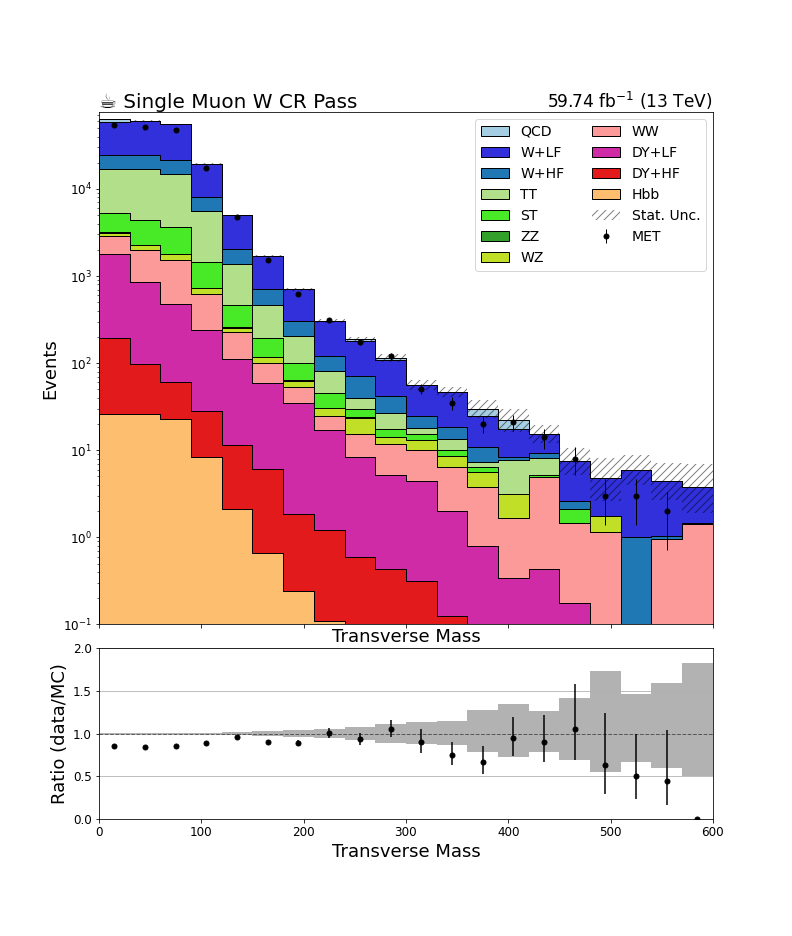 ☕ Single Muon W CR Pass 59.74 fb⁻¹ (13 TeV)
QCD WW
W+LF DY+LF
W+HF DY+HF
TT Hbb
ST Stat. Unc.
ZZ MET
WZ
Events
10⁴
10³
10²
10¹
10⁰
10⁻¹
Transverse Mass
Ratio (data/MC)
2.0
1.5
1.0
0.5
0.0
0 100 200 300 400 500 600
Transverse Mass